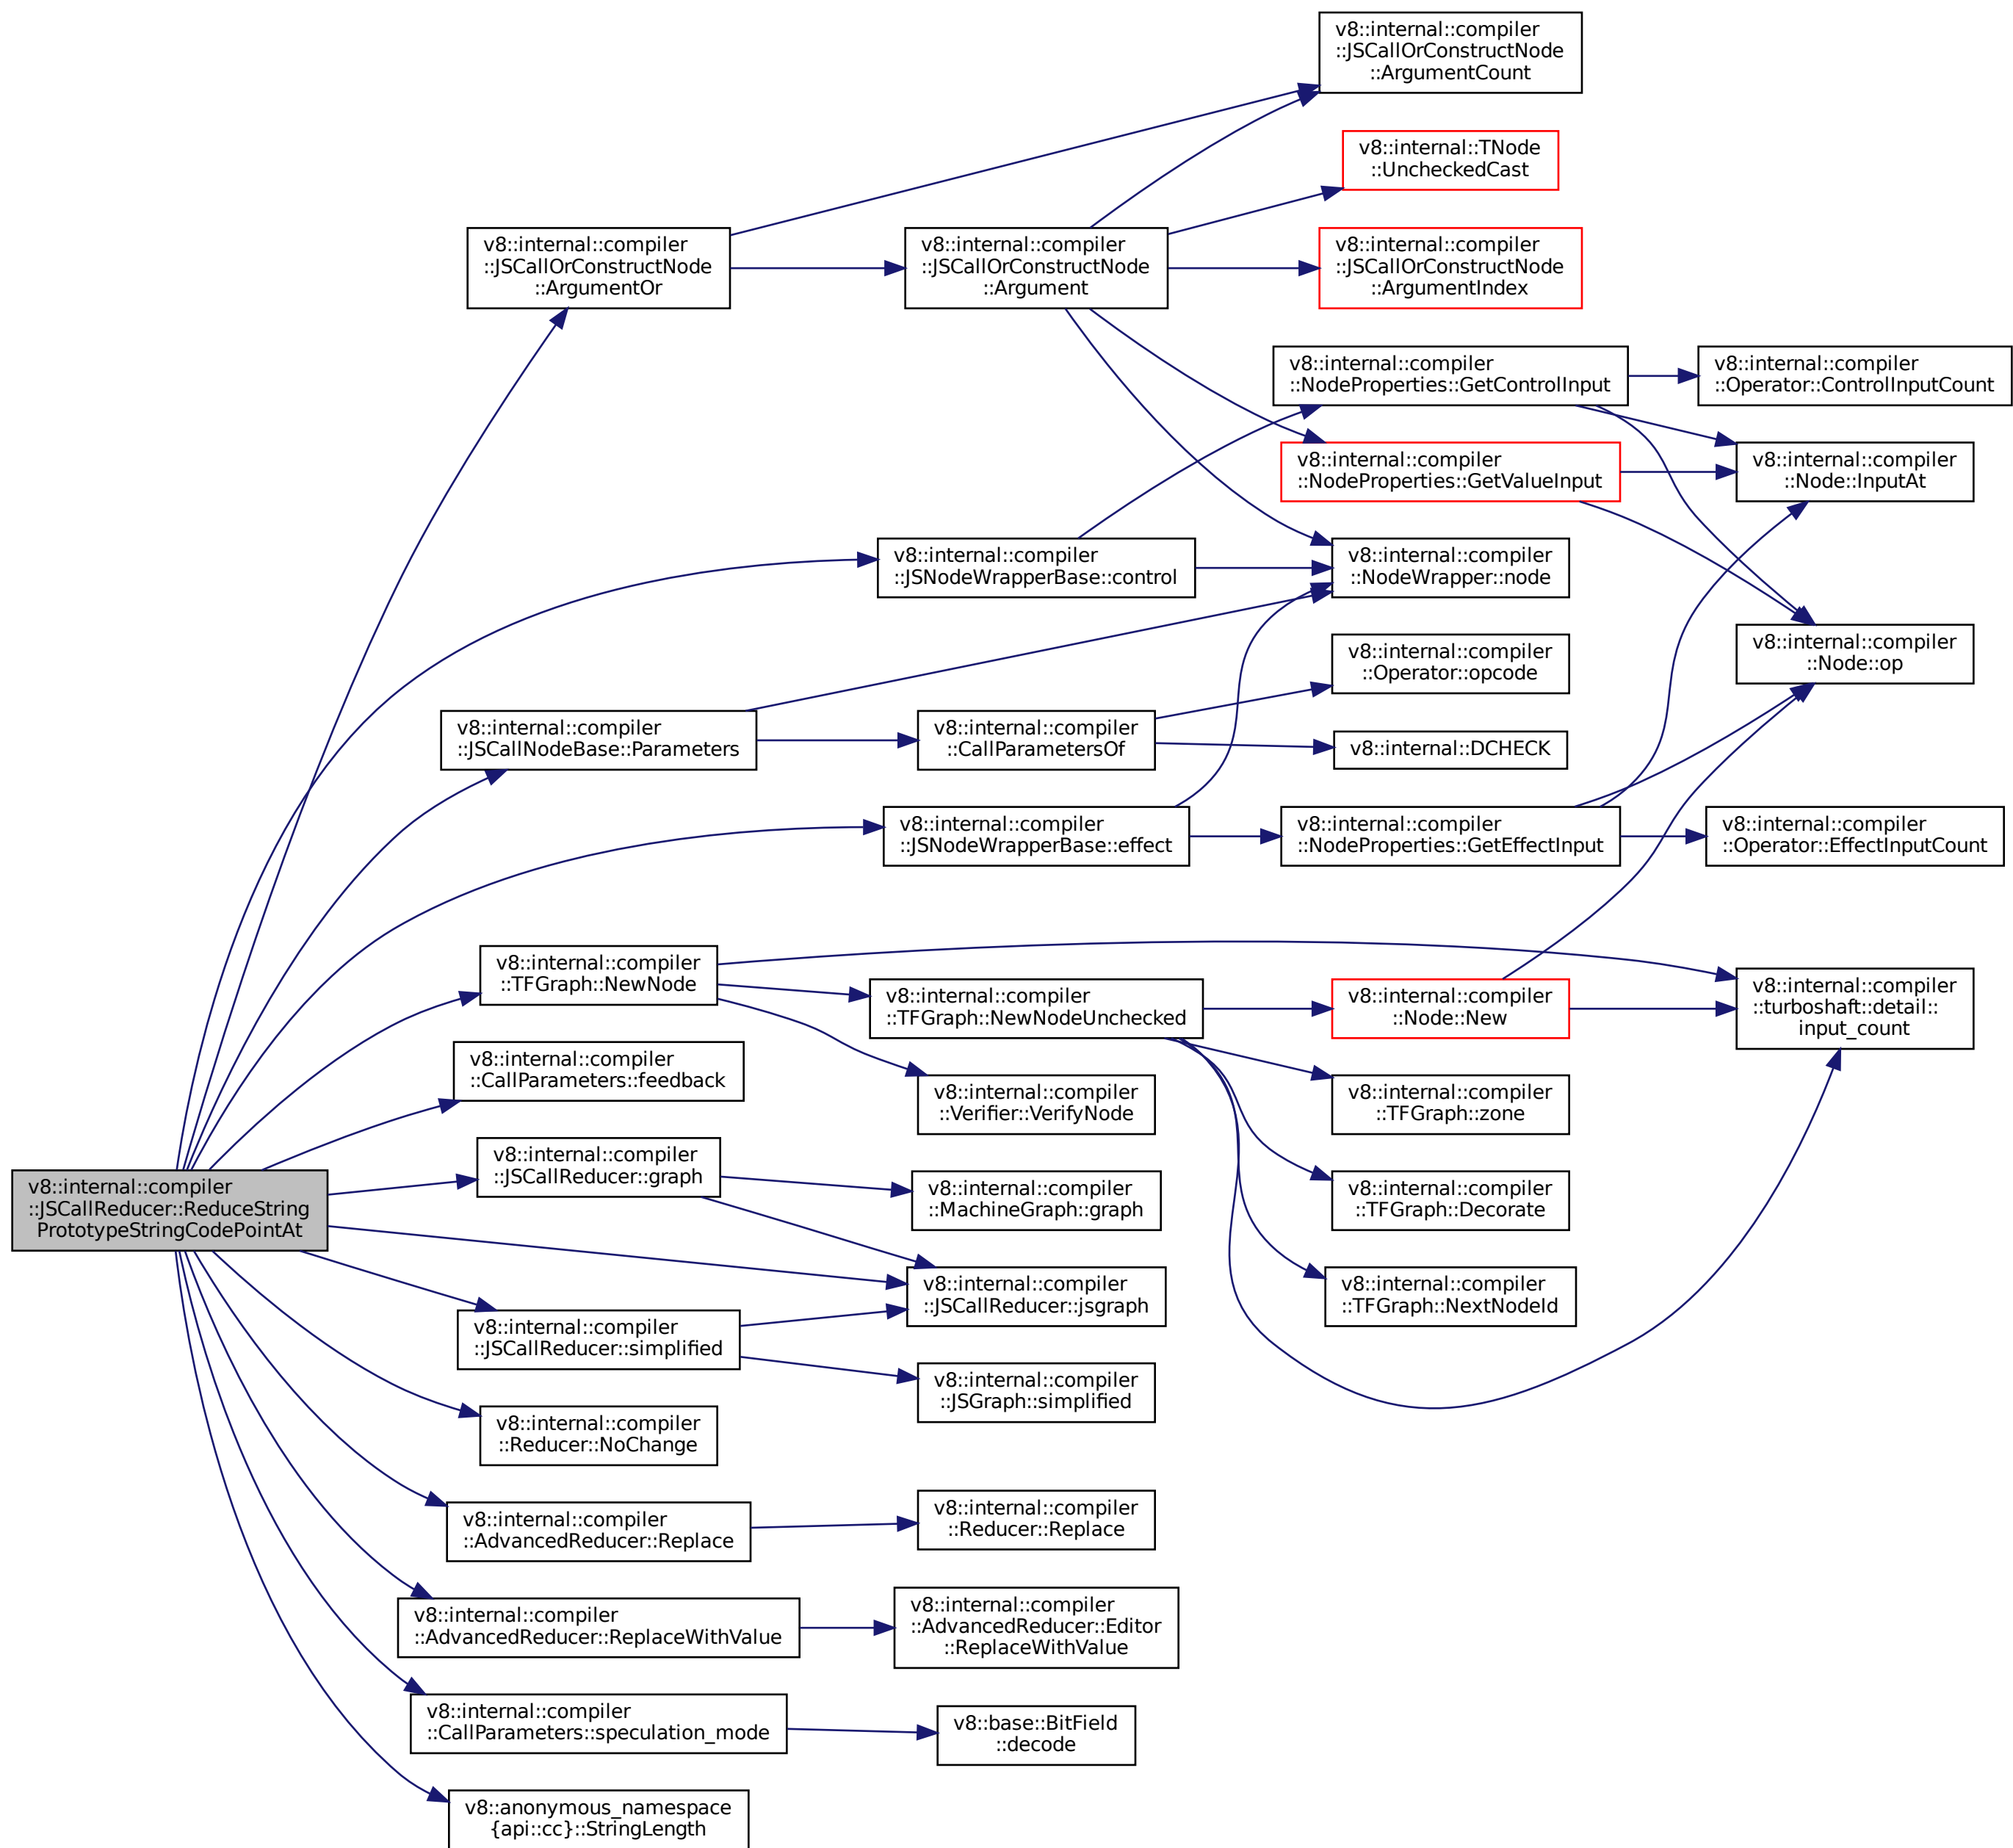 v8::internal::compiler
::JSCallReducer::ReduceString
PrototypeStringCodePointAt
v8::internal::compiler
::JSCallOrConstructNode
::ArgumentOr
v8::internal::compiler
::JSCallOrConstructNode
::ArgumentCount
v8::internal::compiler
::JSCallOrConstructNode
::Argument
v8::internal::TNode
::UncheckedCast
v8::internal::compiler
::JSCallOrConstructNode
::ArgumentIndex
v8::internal::compiler
::NodeProperties::GetValueInput
v8::internal::compiler
::NodeWrapper::node
v8::internal::compiler
::Node::InputAt
v8::internal::compiler
::Node::op
v8::internal::compiler
::JSNodeWrapperBase::control
v8::internal::compiler
::NodeProperties::GetControlInput
v8::internal::compiler
::Operator::ControlInputCount
v8::internal::compiler
::JSCallNodeBase::Parameters
v8::internal::compiler
::CallParametersOf
v8::internal::compiler
::Operator::opcode
v8::internal::DCHECK
v8::internal::compiler
::JSNodeWrapperBase::effect
v8::internal::compiler
::NodeProperties::GetEffectInput
v8::internal::compiler
::Operator::EffectInputCount
v8::internal::compiler
::TFGraph::NewNode
v8::internal::compiler
::TFGraph::NewNodeUnchecked
v8::internal::compiler
::Node::New
v8::internal::compiler
::turboshaft::detail::
input_count
v8::internal::compiler
::Verifier::VerifyNode
v8::internal::compiler
::TFGraph::zone
v8::internal::compiler
::TFGraph::Decorate
v8::internal::compiler
::TFGraph::NextNodeId
v8::internal::compiler
::CallParameters::feedback
v8::internal::compiler
::JSCallReducer::graph
v8::internal::compiler
::MachineGraph::graph
v8::internal::compiler
::JSCallReducer::jsgraph
v8::internal::compiler
::JSCallReducer::simplified
v8::internal::compiler
::JSGraph::simplified
v8::internal::compiler
::Reducer::NoChange
v8::internal::compiler
::AdvancedReducer::Replace
v8::internal::compiler
::Reducer::Replace
v8::internal::compiler
::AdvancedReducer::ReplaceWithValue
v8::internal::compiler
::AdvancedReducer::Editor
::ReplaceWithValue
v8::internal::compiler
::CallParameters::speculation_mode
v8::base::BitField
::decode
v8::anonymous_namespace
{api::cc}::StringLength